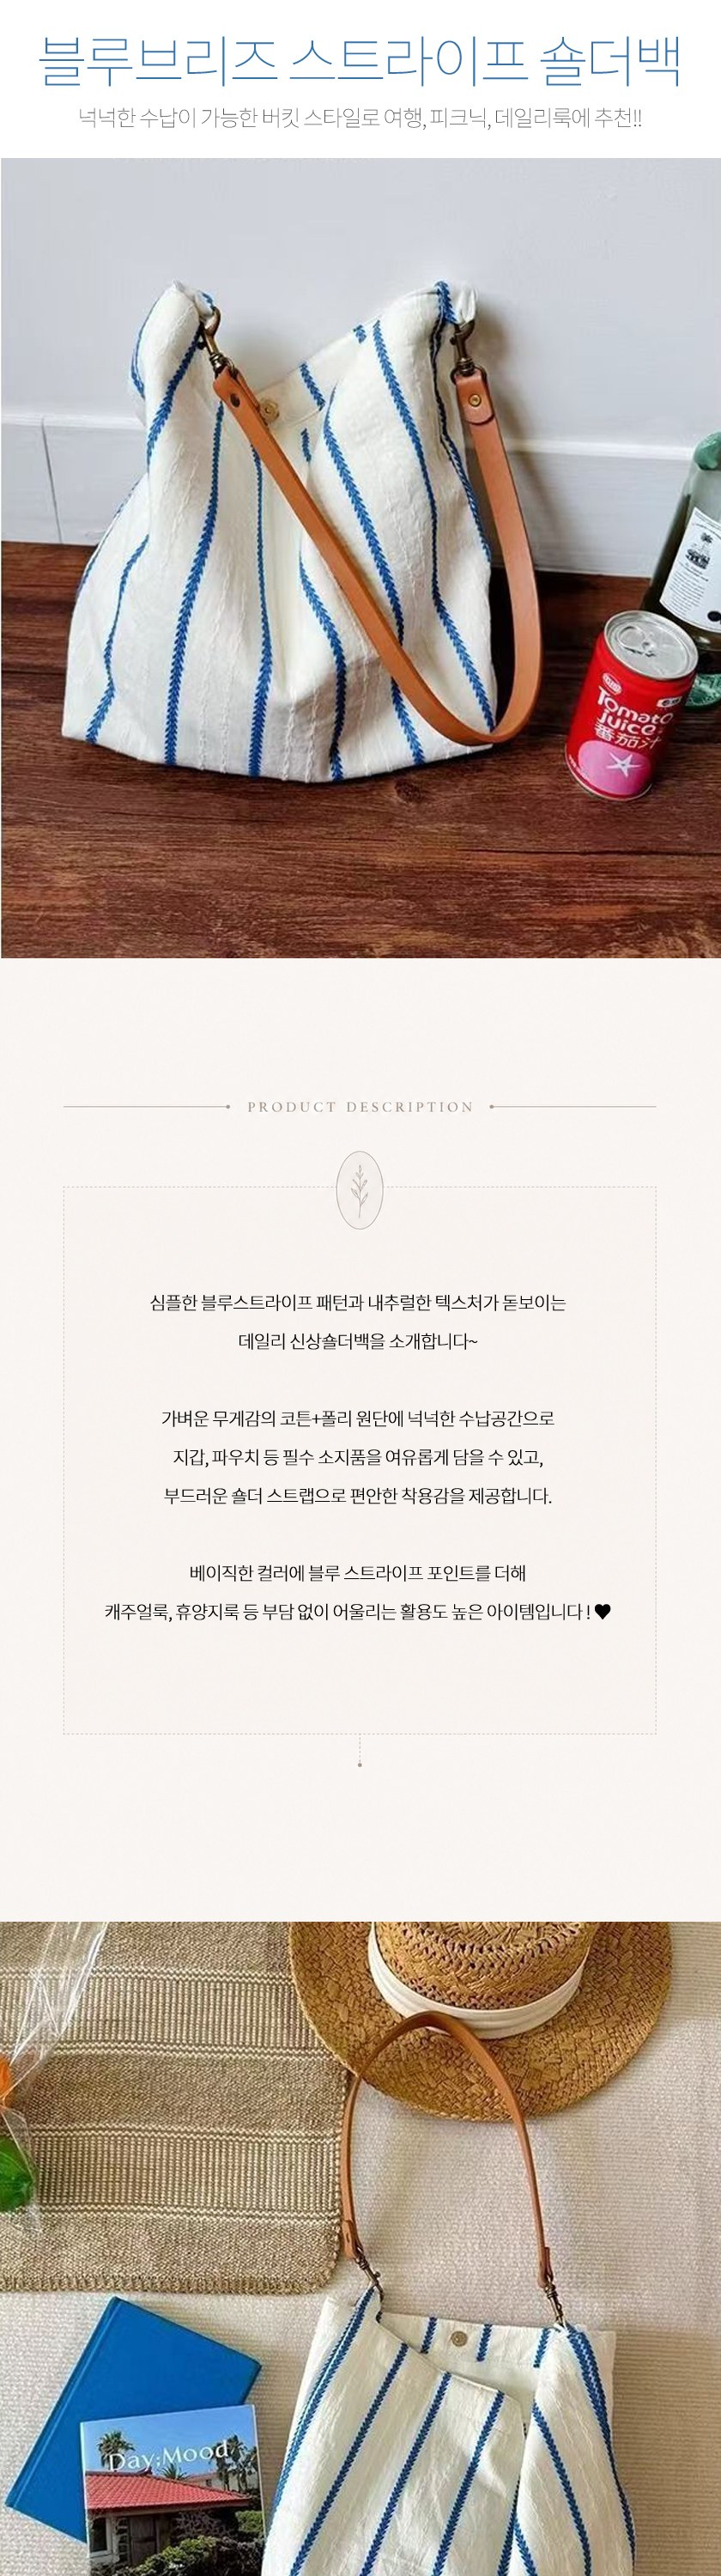 블루브리즈 스트라이프 숄더백
넉넉한 수납이 가능한 버킷 스타일로 여행, 피크닉, 데일리룩에 추천!!
Tomato
Juice
番茄汁
PRODUCT DESCRIPTION
심플한 블루스트라이프 패턴과 내추럴한 텍스처가 돋보이는
데일리 신상숄더백을 소개합니다~
가벼운 무게감의 코튼+폴리 원단에 넉넉한 수납공간으로
지갑, 파우치 등 필수 소지품을 여유롭게 담을 수 있고,
부드러운 숄더 스트랩으로 편안한 착용감을 제공합니다.
베이직한 컬러에 블루 스트라이프 포인트를 더해
캐주얼룩, 휴양지룩 등 부담 없이 어울리는 활용도 높은 아이템입니다 ! ♥
Day;Mood